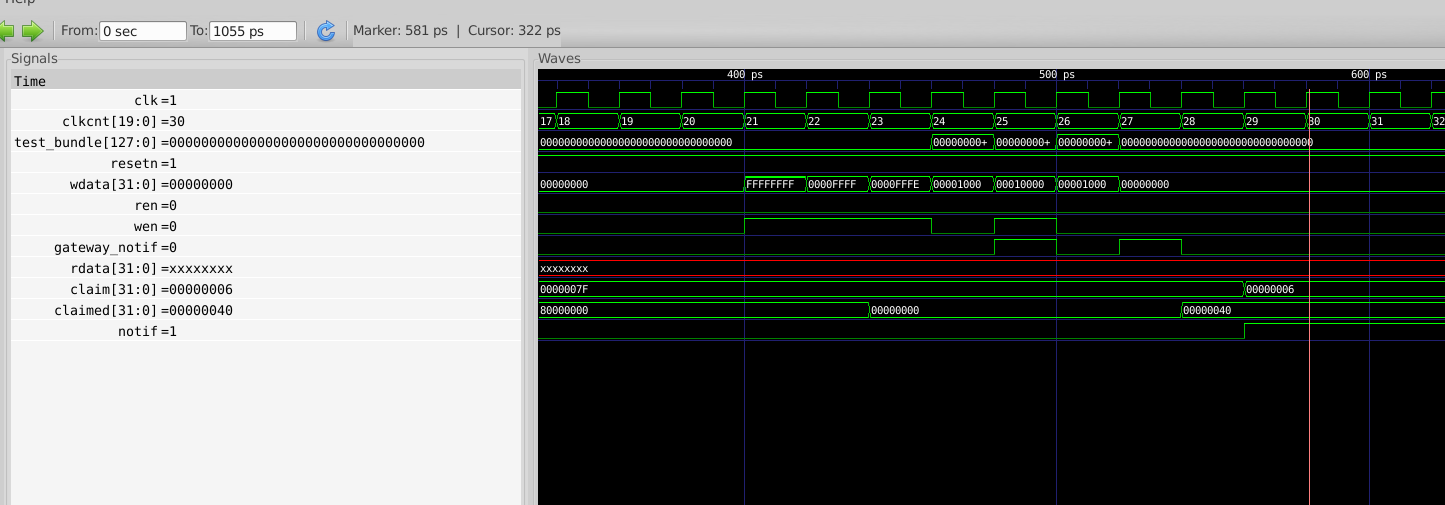 Help
From: 0 sec To: 1055 ps Marker: 581 ps | Cursor: 322 ps
Signals Waves
Time 400 ps 500 ps 600 ps
clk =1
clkcnt[19:0] =30 17 18 19 20 21 22 23 24 25 26 27 28 29 30 31 32
test_bundle[127:0] =00000000000000000000000000000000 00000000000000000000000000000000 00000000+ 00000000+ 00000000+ 00000000000000000000000000000000
resetn =1
wdata[31:0] =00000000 00000000 FFFFFFFF 0000FFFF 0000FFFE 00001000 00010000 00001000 00000000
ren =0
wen =0
gateway_notif =0
rdata[31:0] =xxxxxxxx xxxxxxxx
claim[31:0] =00000006 0000007F 00000006
claimed[31:0] =00000040 80000000 00000000 00000040
notif =1